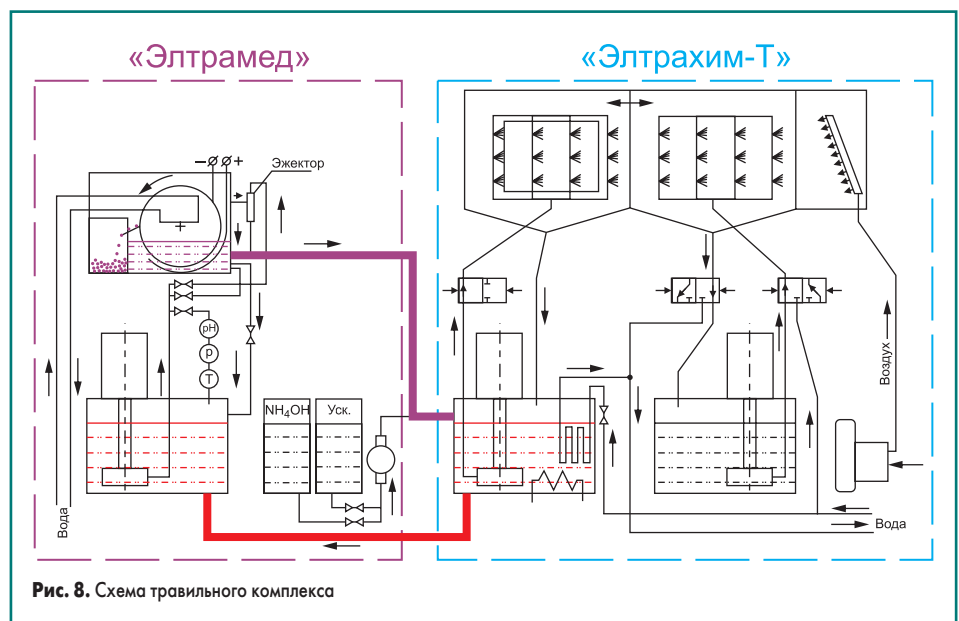 «Элтрамед»
«Элтрахим-Т»
− +
Эжектор
+
pH
p
T
NH₄OH
Уск.
Воздух
Вода
Вода
Рис. 8. Схема травильного комплекса